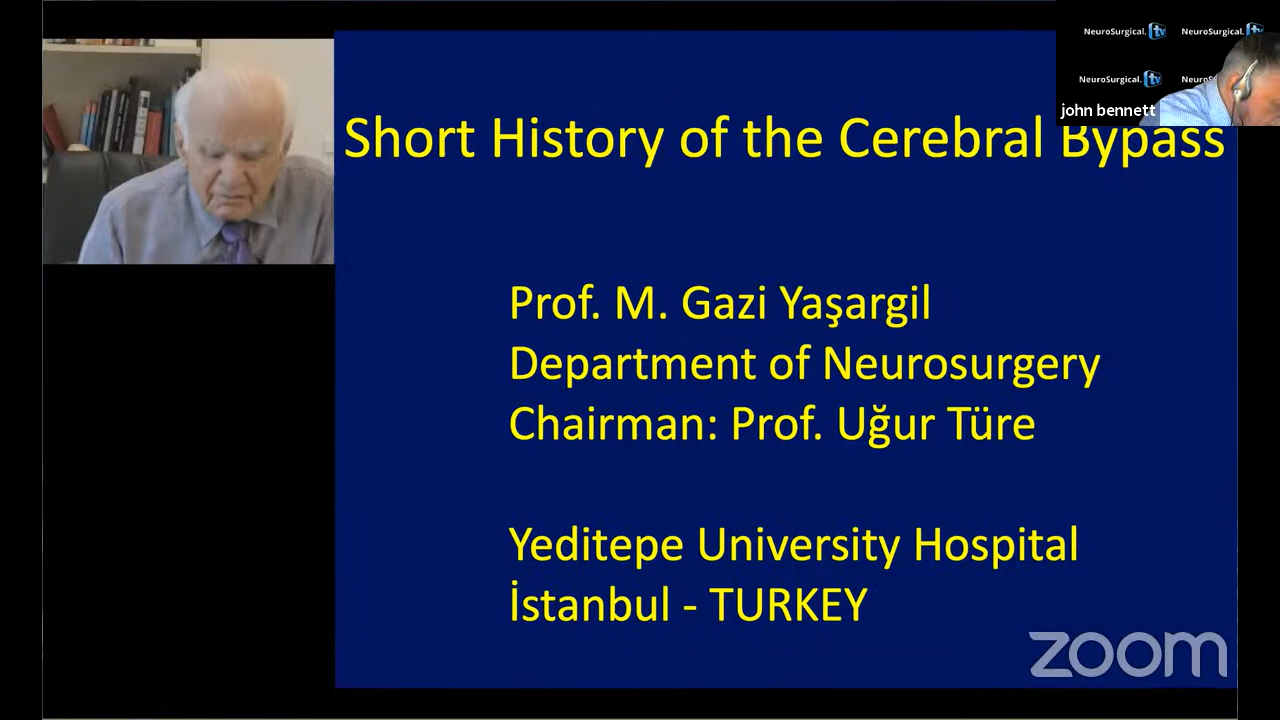 NeuroSurgical.tv NeuroSurgical.tv
NeuroSurgical.tv
john bennett
Short History of the Cerebral Bypass
Prof. M. Gazi Yaşargil
Department of Neurosurgery
Chairman: Prof. Uğur Türe
Yeditepe University Hospital
İstanbul - TURKEY
zoom